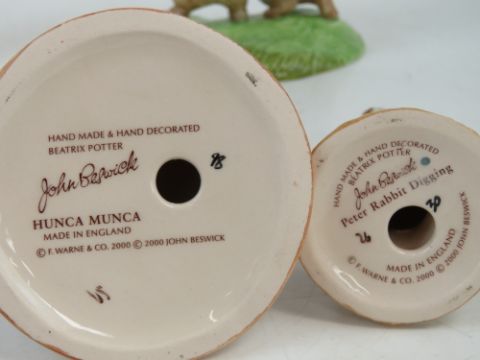 HAND MADE & HAND DECORATED
BEATRIX POTTER
John Beswick
98
HUNCA MUNCA
MADE IN ENGLAND
© F. WARNE & CO. 2000 © 2000 JOHN BESWICK
HAND MADE & HAND DECORATED
BEATRIX POTTER
John Beswick
Peter Rabbit Digging
26
MADE IN ENGLAND
© F. WARNE & CO. 2000 © 2000 JOHN BESWICK